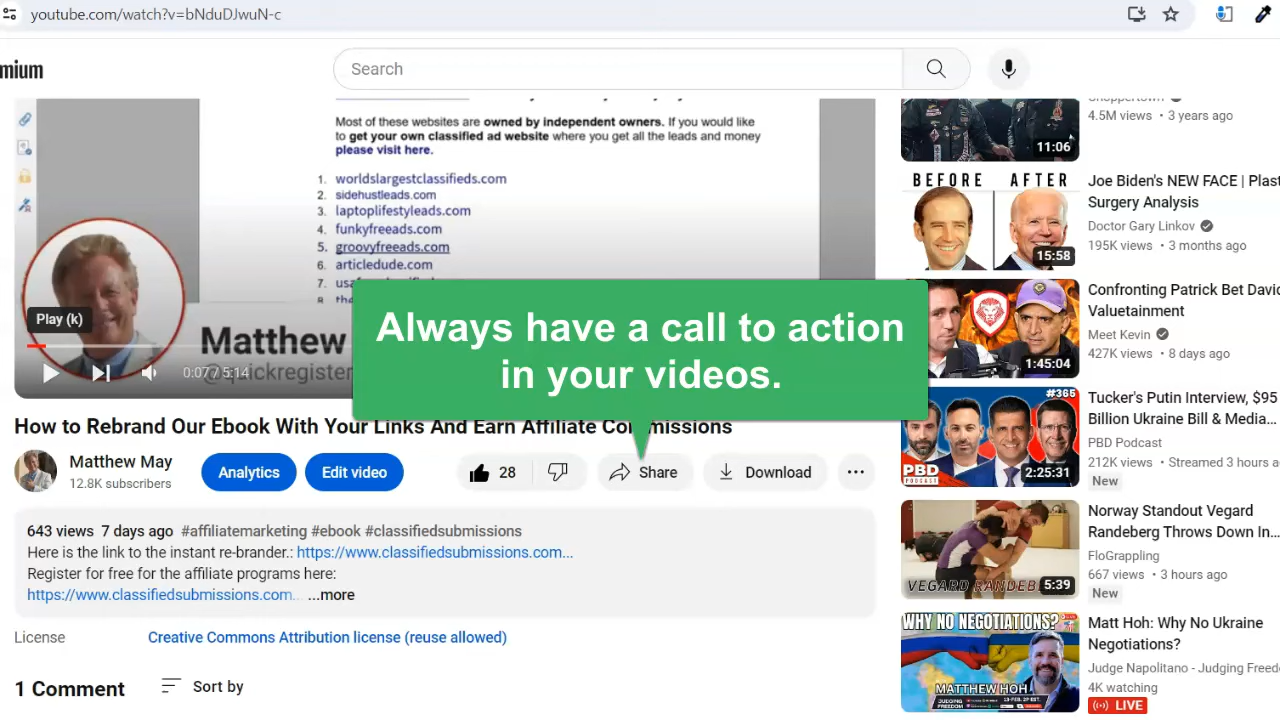 youtube.com/watch?v=bNduDJwuN-c
mium
Search
Most of these websites are owned by independent owners. If you would like
to get your own classified ad website where you get all the leads and money
please visit here.
1. worldslargestclassifieds.com
2. sidehustleads.com
3. laptoplifestyleads.com
4. funkyfreeads.com
5. groovyfreeads.com
6. articledude.com
7.
8.
Play (k)
Matthew
@quickregister
0:07 / 5:14
Always have a call to action
in your videos.
How to Rebrand Our Ebook With Your Links And Earn Affiliate Commissions
Matthew May
12.8K subscribers
Analytics
Edit video
28
Share
Download
643 views 7 days ago #affiliatemarketing #ebook #classifiedsubmissions
Here is the link to the instant re-brander.: https://www.classifiedsubmissions.com...
Register for free for the affiliate programs here:
https://www.classifiedsubmissions.com... ...more
License
Creative Commons Attribution license (reuse allowed)
1 Comment
Sort by
4.5M views • 3 years ago
11:06
BEFORE AFTER
15:58
Joe Biden's NEW FACE | Plast
Surgery Analysis
Doctor Gary Linkov
195K views • 3 months ago
1:45:04
Confronting Patrick Bet David
Valuetainment
Meet Kevin
427K views • 8 days ago
#365
PBD
PODCAST
2:25:31
Tucker's Putin Interview, $95
Billion Ukraine Bill & Media...
PBD Podcast
212K views • Streamed 3 hours a
New
VEGARD RANDEB
5:39
Norway Standout Vegard
Randeberg Throws Down In...
FloGrappling
667 views • 3 hours ago
New
WHY NO NEGOTIATIONS?
MATTHEW HOH
JUDGING
FREEDOM
Matt Hoh: Why No Ukraine
Negotiations?
Judge Napolitano - Judging Freed
4K watching
LIVE